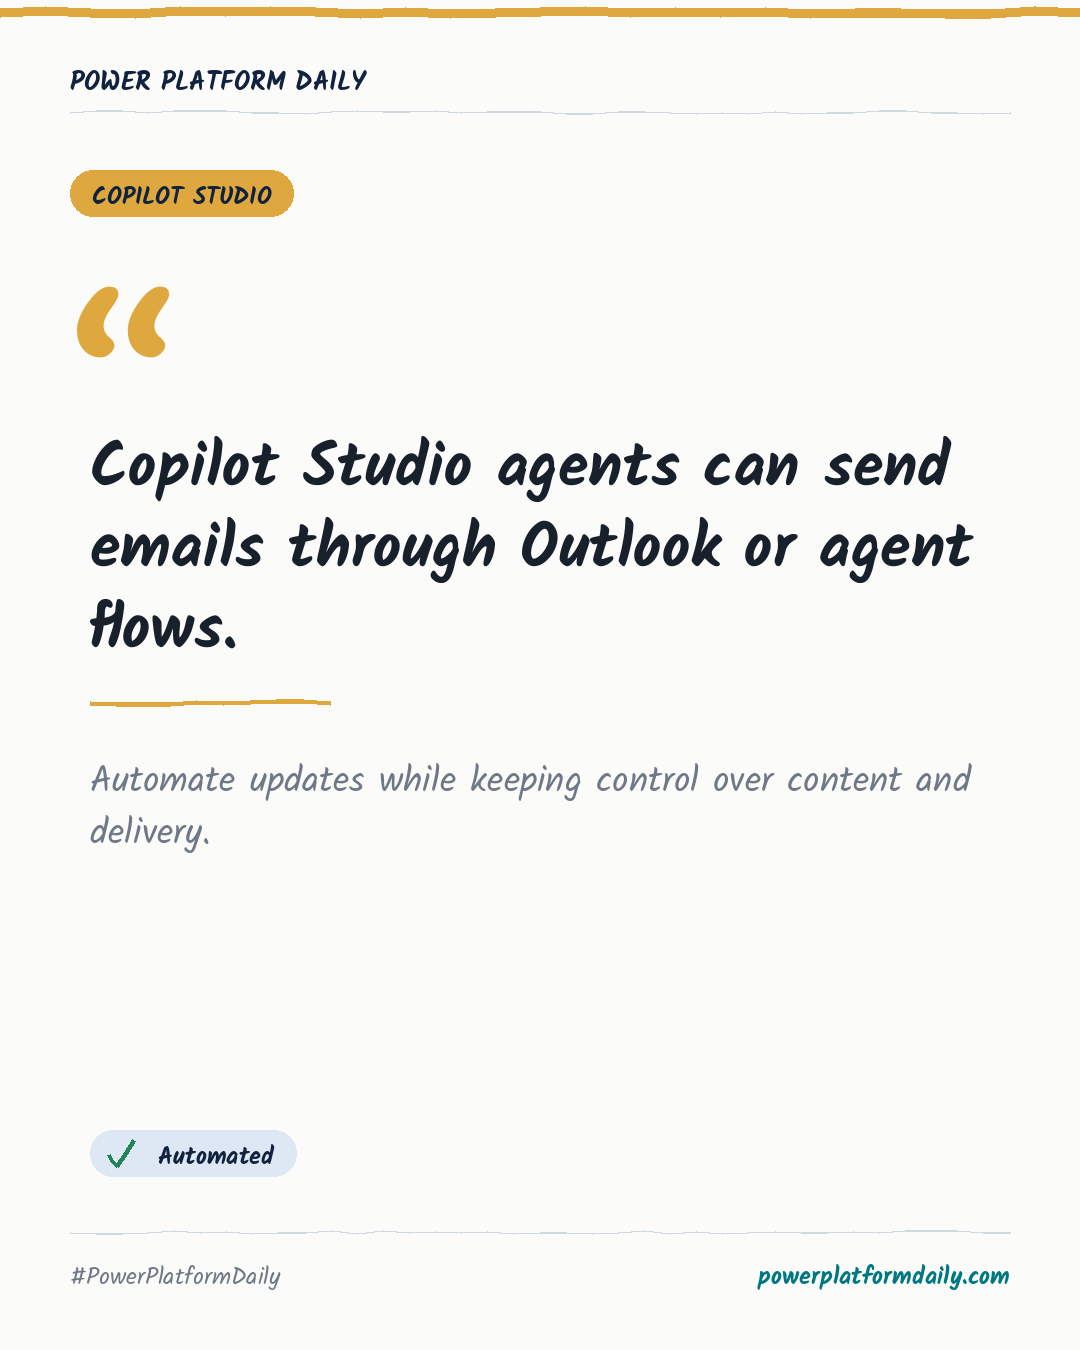 POWER PLATFORM DAILY
COPILOT STUDIO
“
Copilot Studio agents can send
emails through Outlook or agent
flows.
Automate updates while keeping control over content and
delivery.
✓ Automated
#PowerPlatformDaily
powerplatformdaily.com